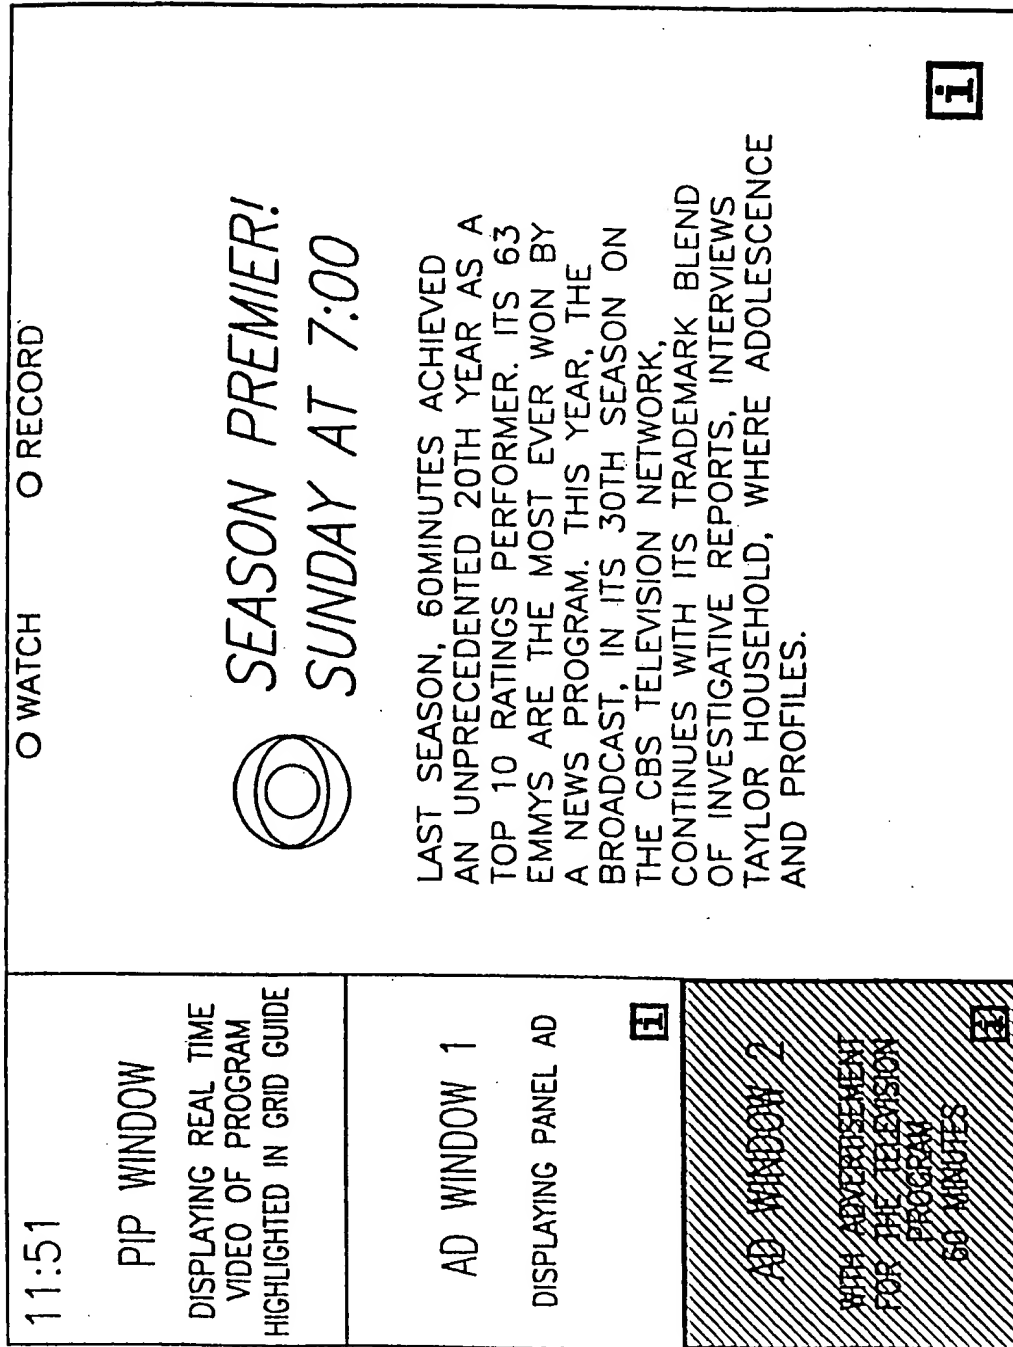 11:51
PIP WINDOW
DISPLAYING REAL TIME
VIDEO OF PROGRAM
HIGHLIGHTED IN GRID GUIDE
AD WINDOW 1
DISPLAYING PANEL AD
i
AD WINDOW 2
WITH ADVERTISEMENT
FOR THE TELEVISION
PROGRAM
60 MINUTES
i
O WATCH O RECORD
SEASON PREMIER!
SUNDAY AT 7:00
LAST SEASON, 60MINUTES ACHIEVED
AN UNPRECEDENTED 20TH YEAR AS A
TOP 10 RATINGS PERFORMER. ITS 63
EMMYS ARE THE MOST EVER WON BY
A NEWS PROGRAM. THIS YEAR, THE
BROADCAST, IN ITS 30TH SEASON ON
THE CBS TELEVISION NETWORK,
CONTINUES WITH ITS TRADEMARK BLEND
OF INVESTIGATIVE REPORTS, INTERVIEWS
TAYLOR HOUSEHOLD, WHERE ADOLESCENCE
AND PROFILES.
i